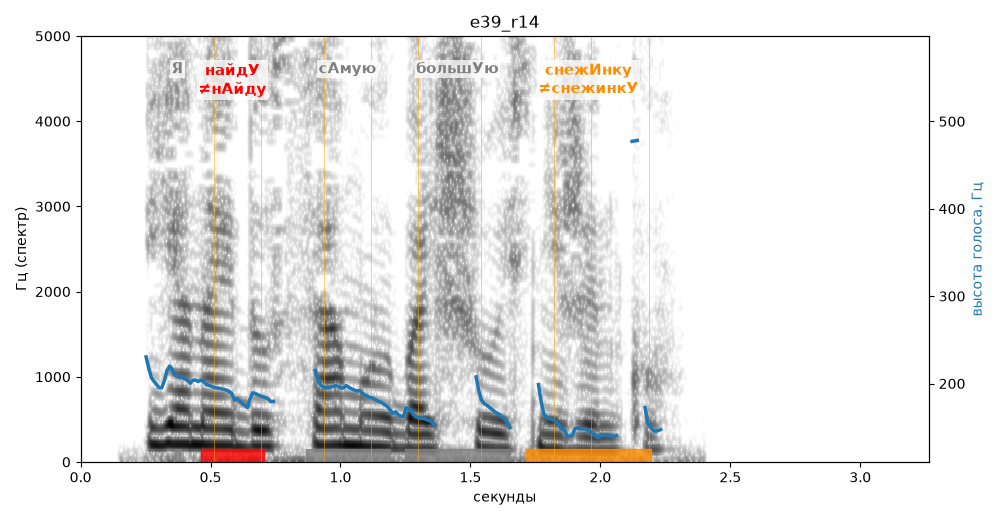 e39_r14
5000
4000
3000
2000
1000
0
Гц (спектр)
Я
найдУ
≠нАйду
сАмую
большУю
снежИнку
≠снежинкУ
500
400
300
200
высота голоса, Гц
0.0 0.5 1.0 1.5 2.0 2.5 3.0
секунды